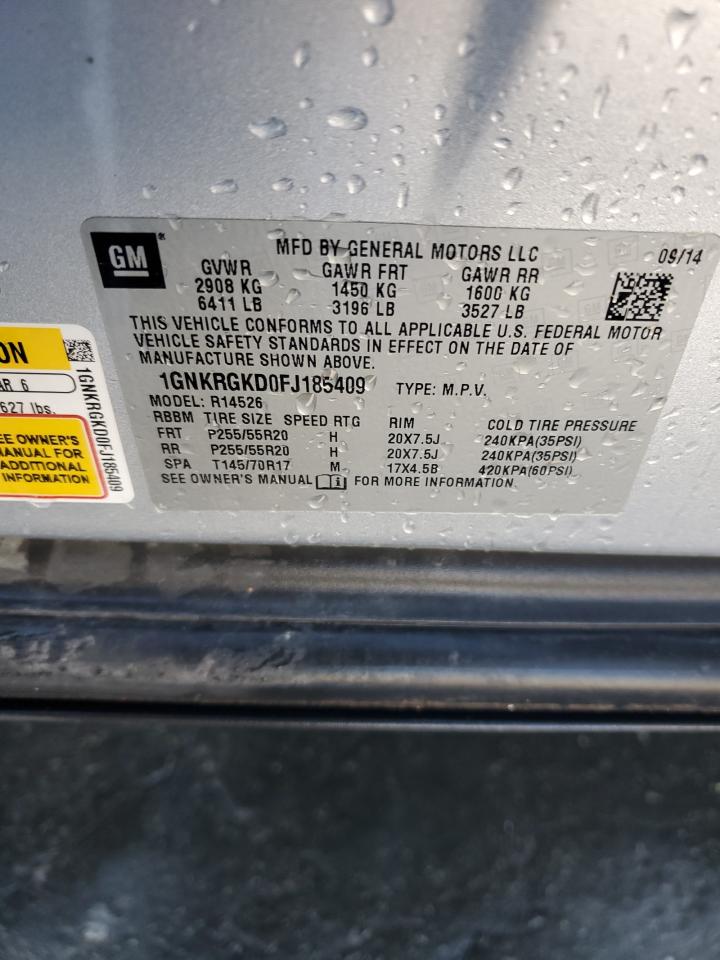 GM
MFD BY GENERAL MOTORS LLC
09/14
GVWR GAWR FRT GAWR RR
2908 KG 1450 KG 1600 KG
6411 LB 3196 LB 3527 LB
THIS VEHICLE CONFORMS TO ALL APPLICABLE U.S. FEDERAL MOTOR
VEHICLE SAFETY STANDARDS IN EFFECT ON THE DATE OF
MANUFACTURE SHOWN ABOVE.
1GNKRGKD0FJ185409 TYPE: M.P.V.
MODEL: R14526
RBBM TIRE SIZE SPEED RTG RIM COLD TIRE PRESSURE
FRT P255/55R20 H 20X7.5J 240KPA(35PSI)
RR P255/55R20 H 20X7.5J 240KPA(35PSI)
SPA T145/70R17 M 17X4.5B 420KPA(60PSI)
SEE OWNER'S MANUAL FOR MORE INFORMATION
ON
AR 6
627 lbs.
EE OWNER'S
MANUAL FOR
ADDITIONAL
INFORMATION
1GNKRGKD0FJ185409